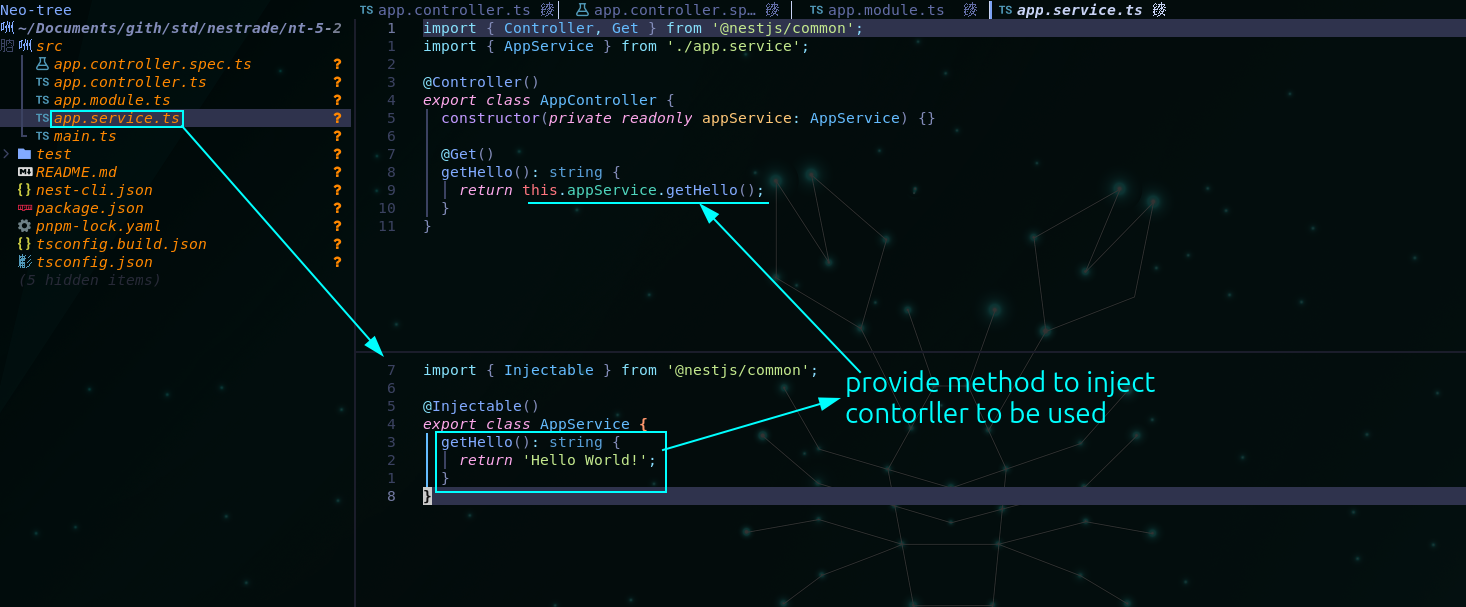 Neo-tree
~/Documents/gith/std/nestrade/nt-5-2
src
app.controller.spec.ts ?
TS app.controller.ts ?
TS app.module.ts ?
TS app.service.ts ?
TS main.ts ?
> test ?
README.md ?
{} nest-cli.json ?
package.json ?
pnpm-lock.yaml ?
{} tsconfig.build.json ?
tsconfig.json ?
(5 hidden items)
TS app.controller.ts app.controller.sp… TS app.module.ts TS app.service.ts
1 import { Controller, Get } from '@nestjs/common';
1 import { AppService } from './app.service';
2
3 @Controller()
4 export class AppController {
5 constructor(private readonly appService: AppService) {}
6
7 @Get()
8 getHello(): string {
9 return this.appService.getHello();
10 }
11 }
7 import { Injectable } from '@nestjs/common';
6
5 @Injectable()
4 export class AppService {
3 getHello(): string {
2 return 'Hello World!';
1 }
8 }
provide method to inject
contorller to be used